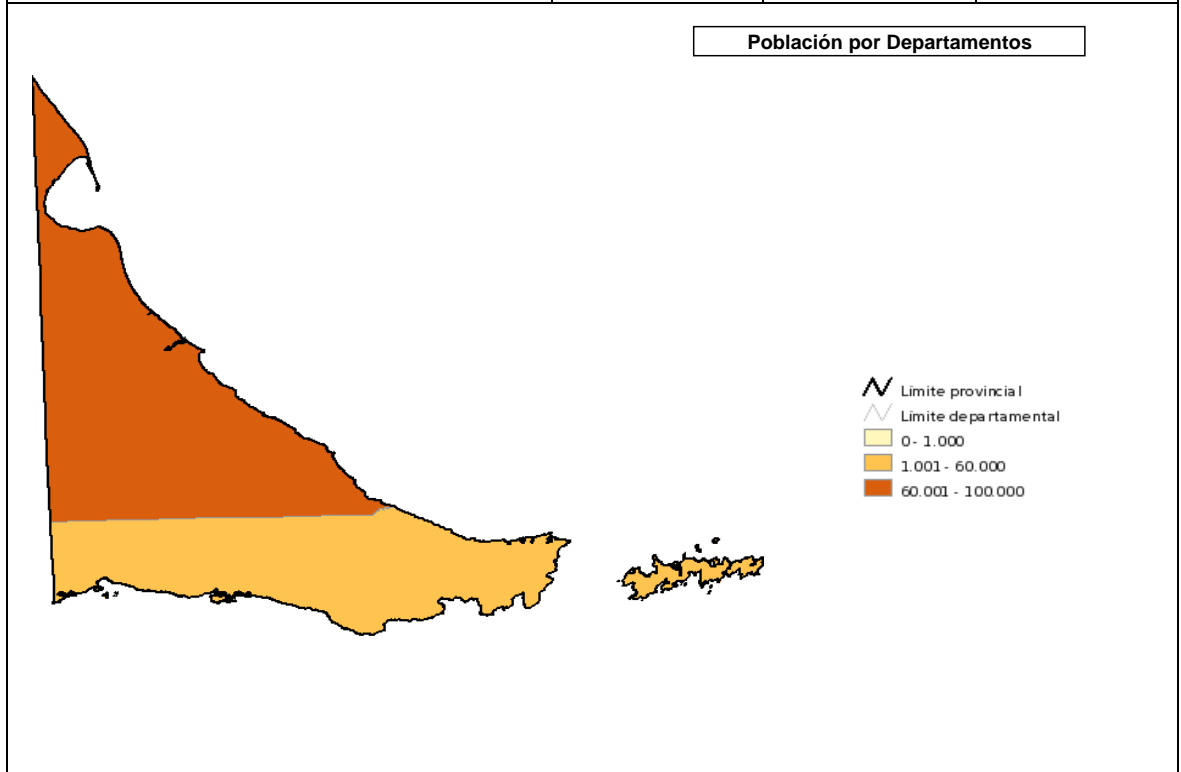 Población por Departamentos
Límite provincial
Límite departamental
0 - 1.000
1.001 - 60.000
60.001 - 100.000